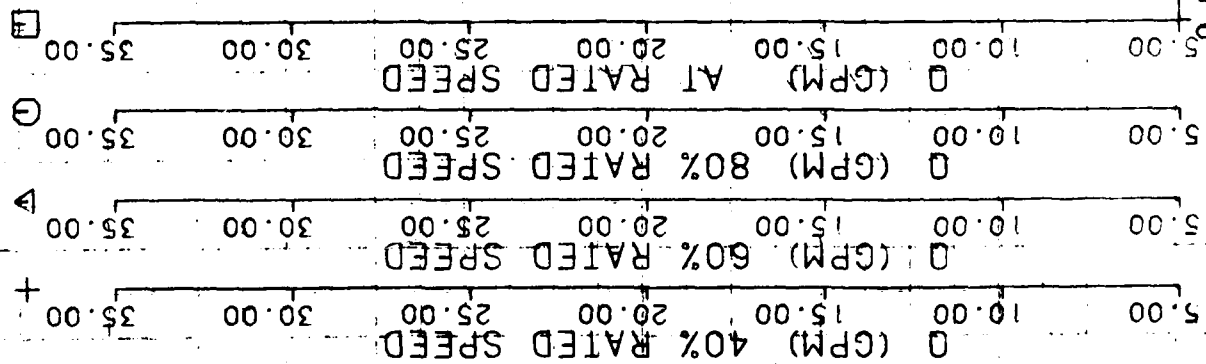 Q (GPM) 40% RATED SPEED
5.00 10.00 15.00 20.00 25.00 30.00 35.00
Q (GPM) 60% RATED SPEED
5.00 10.00 15.00 20.00 25.00 30.00 35.00
Q (GPM) 80% RATED SPEED
5.00 10.00 15.00 20.00 25.00 30.00 35.00
Q (GPM) AT RATED SPEED
5.00 10.00 15.00 20.00 25.00 30.00 35.00